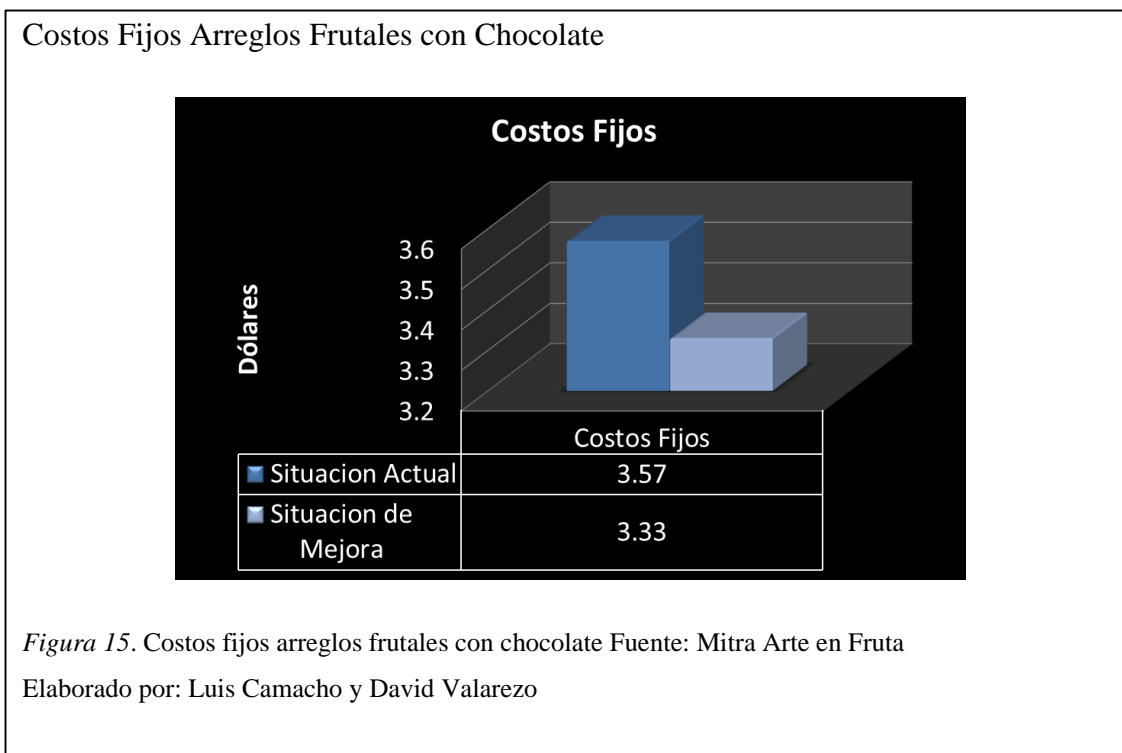 Costos Fijos Arreglos Frutales con Chocolate
Costos Fijos
Dólares
3.6
3.5
3.4
3.3
3.2
Costos Fijos
Situacion Actual 3.57
Situacion de
Mejora 3.33
Figura 15. Costos fijos arreglos frutales con chocolate Fuente: Mitra Arte en Fruta
Elaborado por: Luis Camacho y David Valarezo